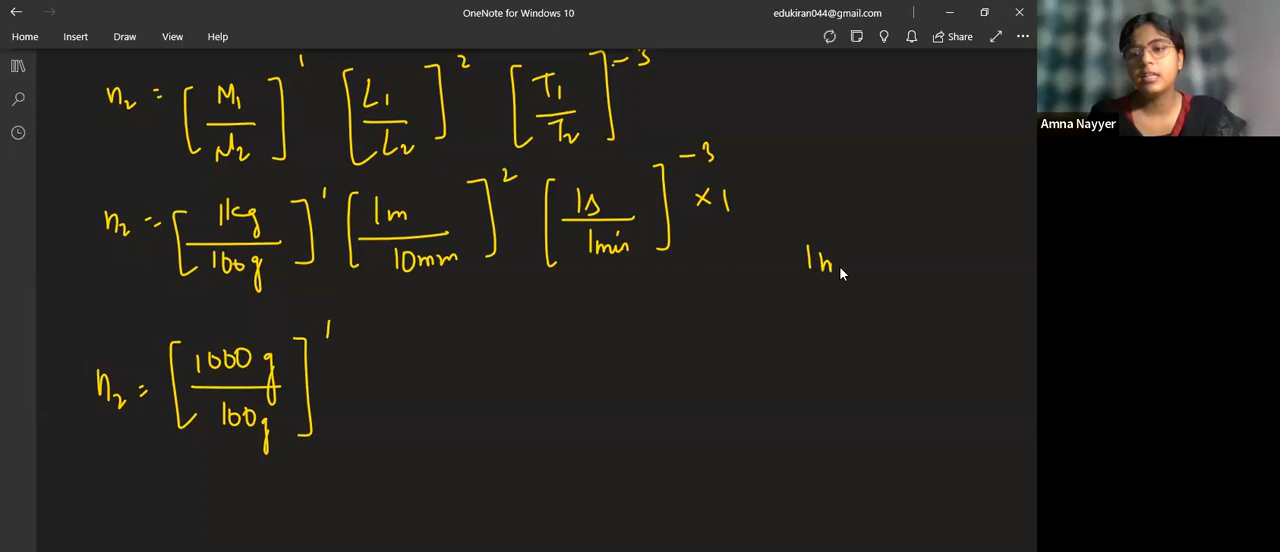 OneNote for Windows 10
edukiran044@gmail.com
Home Insert Draw View Help
Share
Amna Nayyer
n₂ = [M₁/M₂]¹ [L₁/L₂]² [T₁/T₂]⁻³
n₂ = [1kg/100g]¹ [1m/10mm]² [1s/1min]⁻³ × 1
n₂ = [1000 g/100g]¹